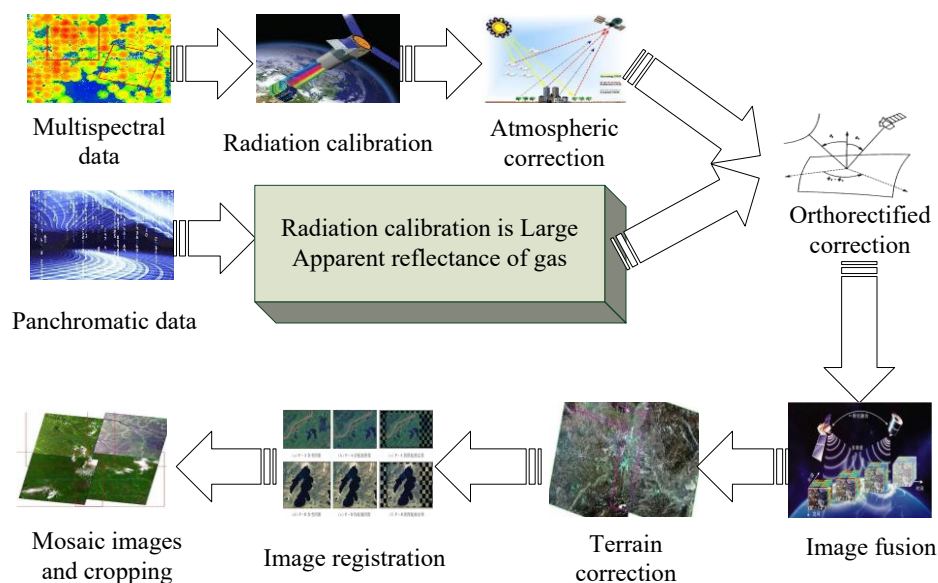 Multispectral
data
Radiation calibration
Atmospheric
correction
Radiation calibration is Large
Apparent reflectance of gas
Panchromatic data
Orthorectified
correction
Mosaic images
and cropping
Image registration
Terrain
correction
Image fusion